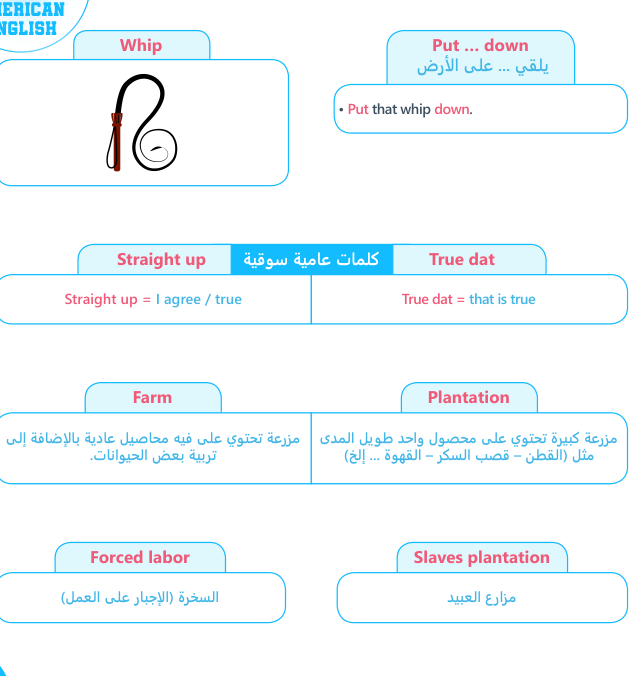 MERICAN
NGLISH
Whip
Put ... down
يلقي ... على الأرض
• Put that whip down.
Straight up
كلمات عامية سوقية
True dat
Straight up = I agree / true
True dat = that is true
Farm
Plantation
مزرعة تحتوي على فيه محاصيل عادية بالإضافة إلى
تربية بعض الحيوانات.
مزرعة كبيرة تحتوي على محصول واحد طويل المدى
مثل (القطن – قصب السكر – القهوة ... إلخ)
Forced labor
Slaves plantation
السخرة (الإجبار على العمل)
مزارع العبيد